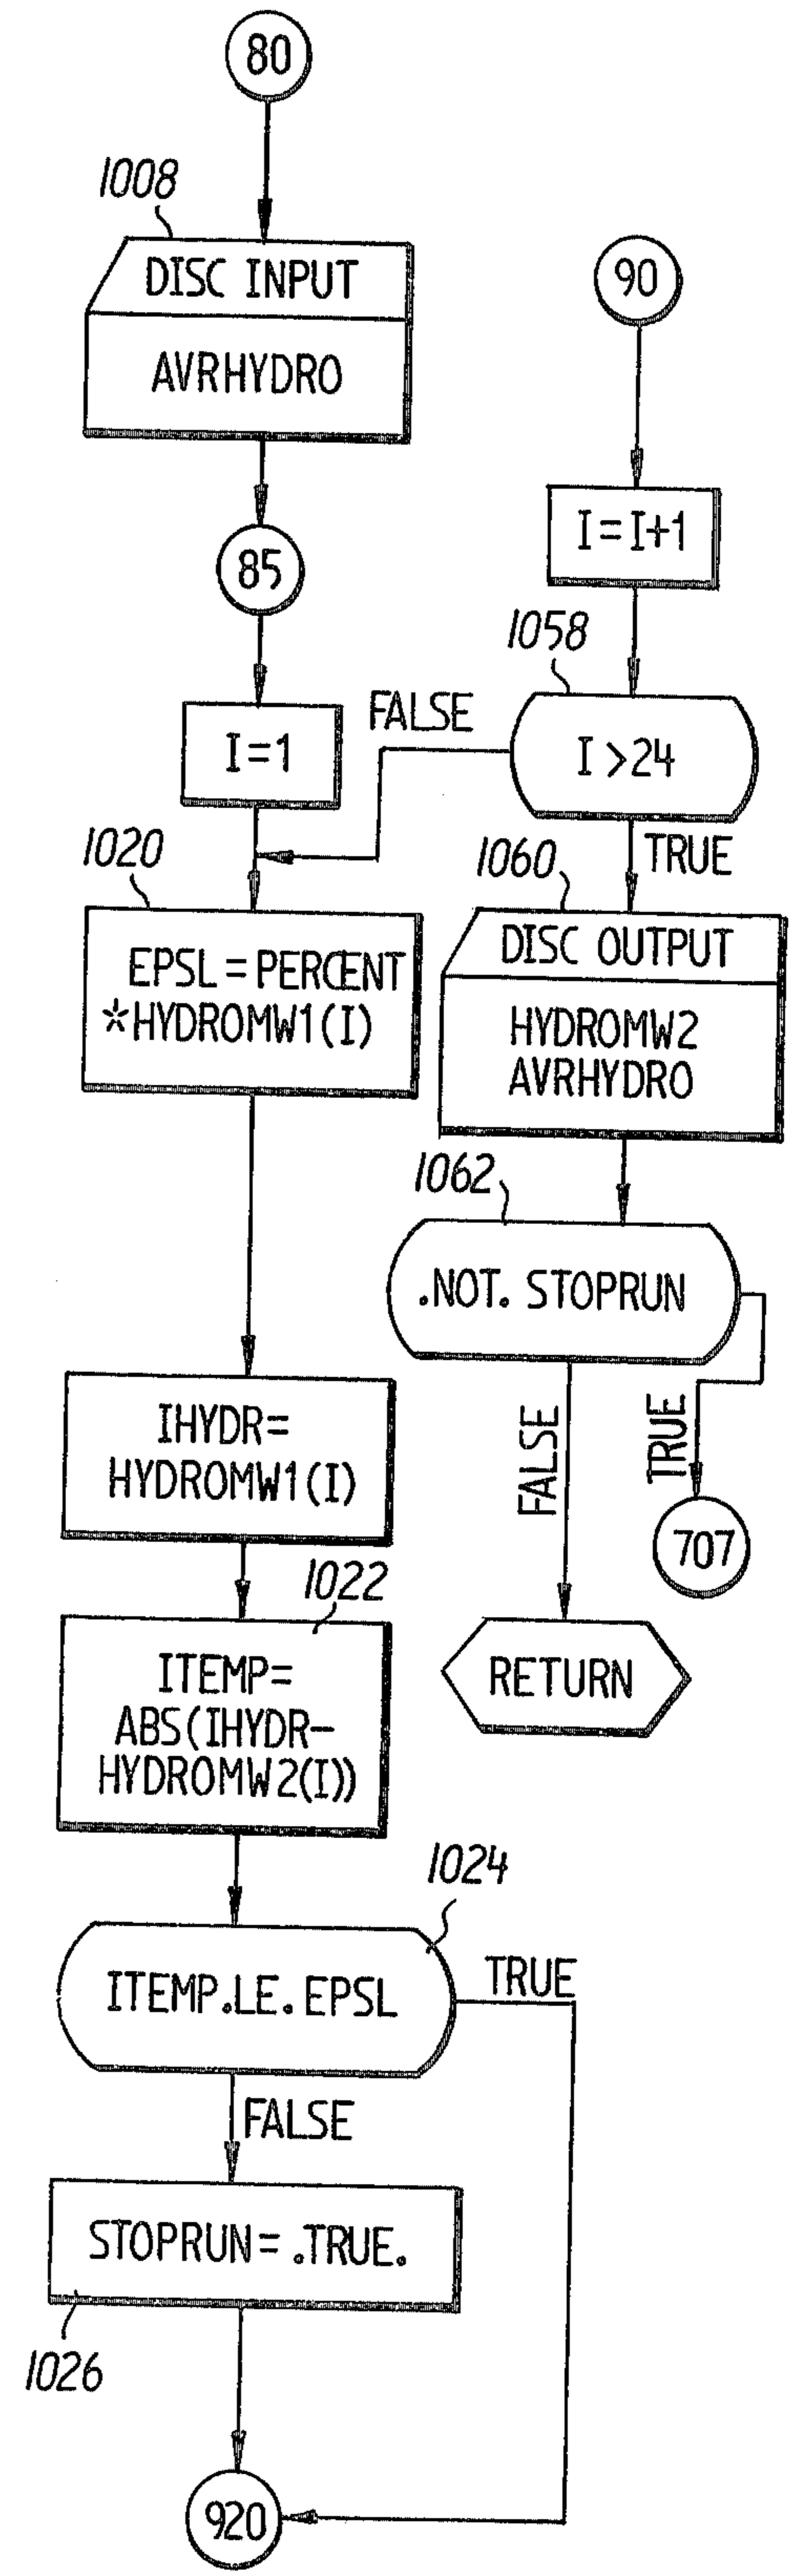 80
1008
DISC INPUT
AVRHYDRO
85
I=1
1020
EPSL=PERCENT
*HYDROMW1(I)
IHYDR=
HYDROMW1(I)
1022
ITEMP=
ABS(IHYDR-
HYDROMW2(I))
1024
ITEMP.LE.EPSL
TRUE
FALSE
STOPRUN=.TRUE.
1026
920
90
I=I+1
1058
FALSE
I>24
TRUE
1060
DISC OUTPUT
HYDROMW2
AVRHYDRO
1062
.NOT. STOPRUN
FALSE
TRUE
707
RETURN